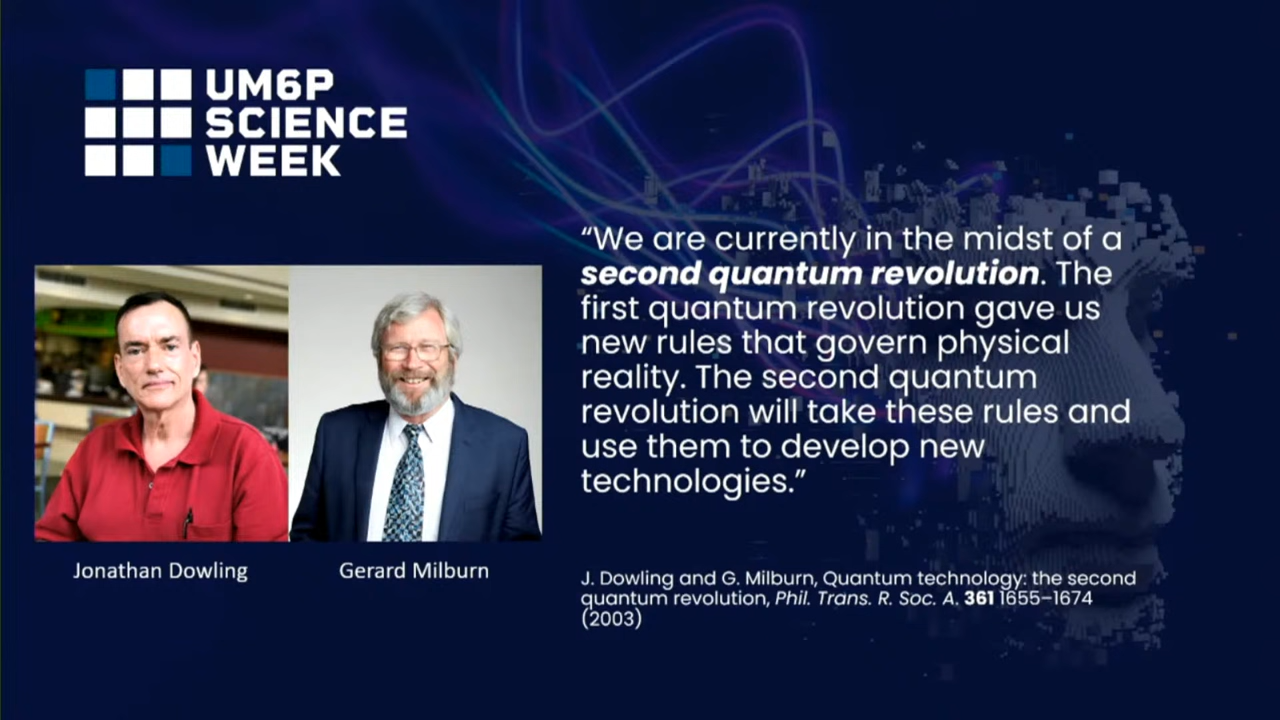 UM6P
SCIENCE
WEEK
“We are currently in the midst of a
second quantum revolution. The
first quantum revolution gave us
new rules that govern physical
reality. The second quantum
revolution will take these rules and
use them to develop new
technologies.”
Jonathan Dowling
Gerard Milburn
J. Dowling and G. Milburn, Quantum technology: the second
quantum revolution, Phil. Trans. R. Soc. A. 361 1655–1674
(2003)